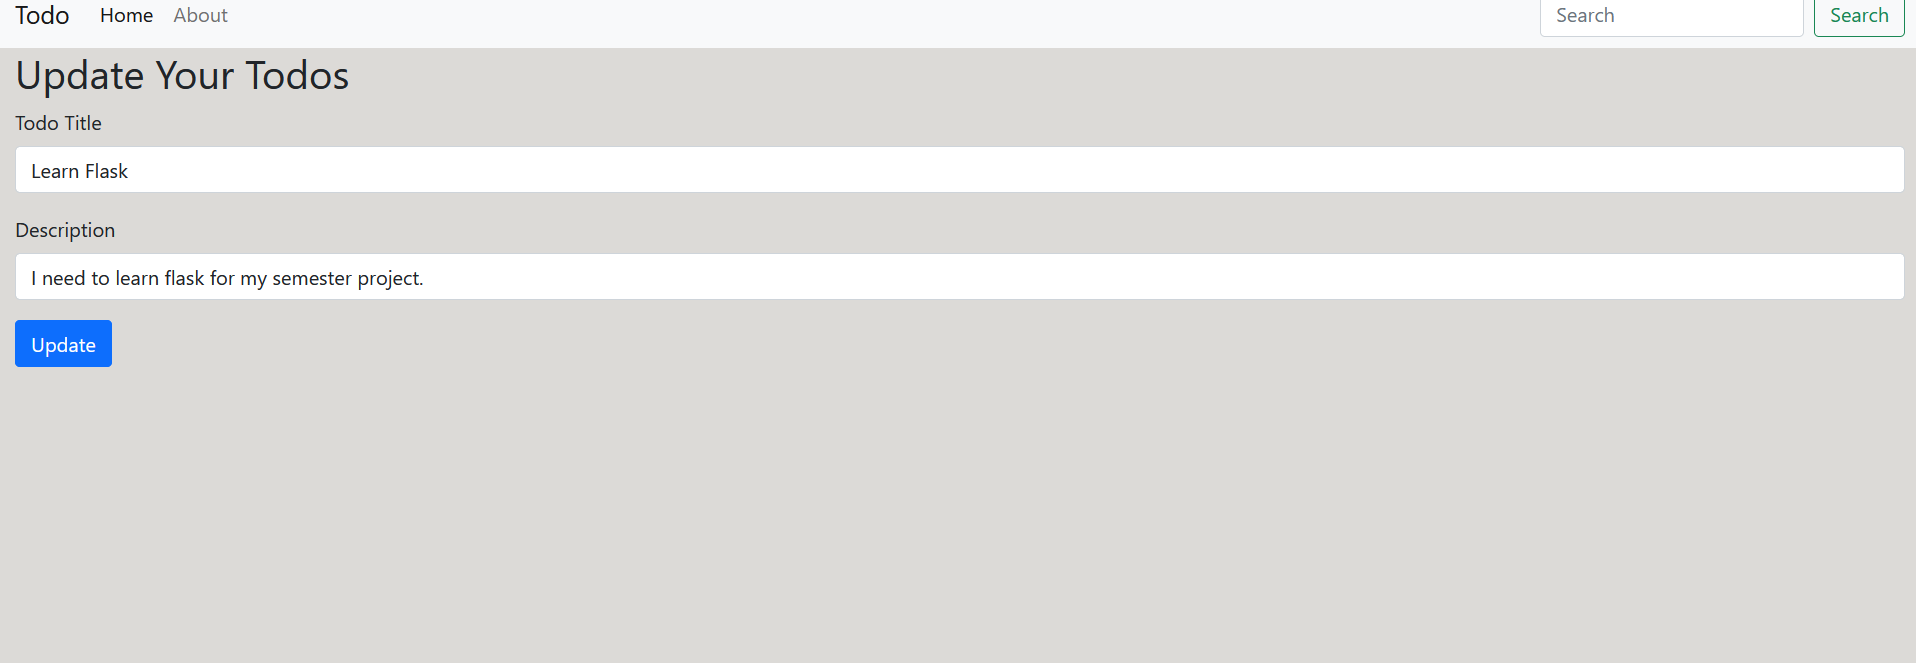 Todo Home About Search Search
Update Your Todos
Todo Title
Learn Flask
Description
I need to learn flask for my semester project.
Update